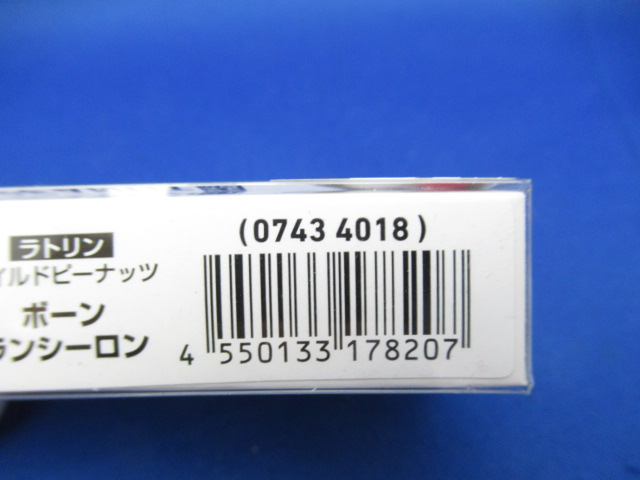 ラトリン
イルドピーナッツ
ボーン
ランシーロン
(0743 4018)
4 550133 178207